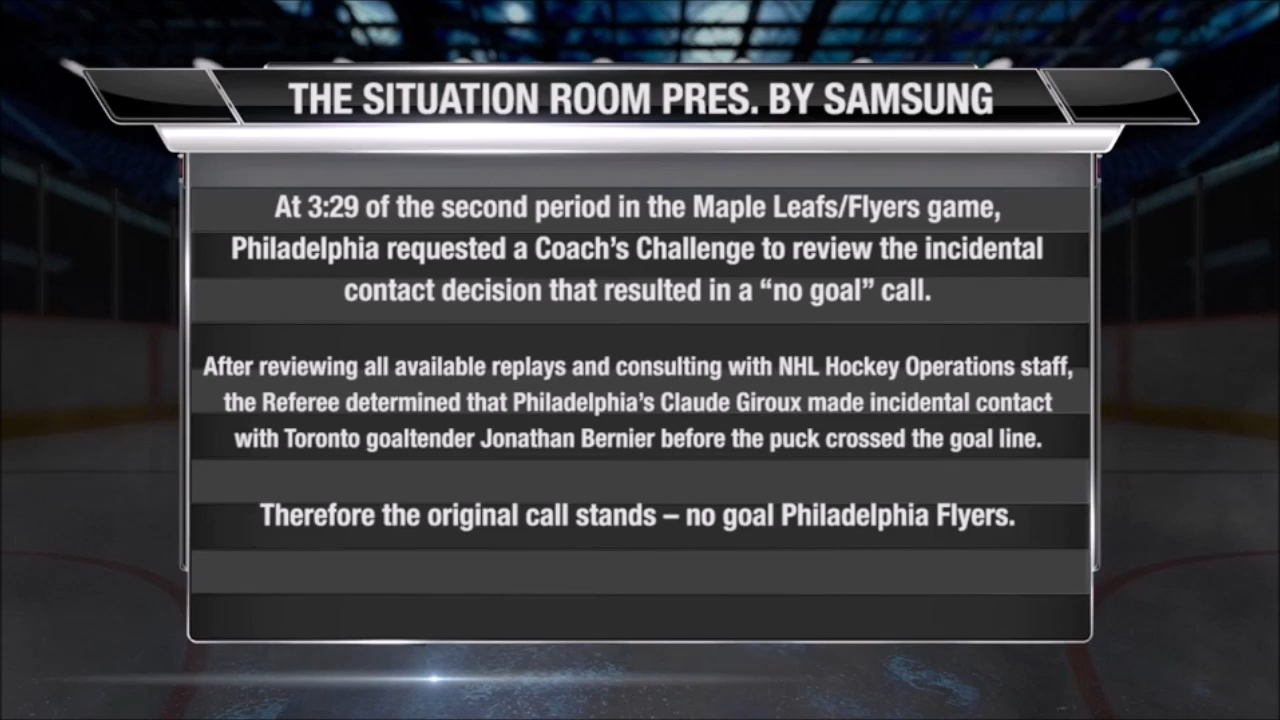 THE SITUATION ROOM PRES. BY SAMSUNG
At 3:29 of the second period in the Maple Leafs/Flyers game,
Philadelphia requested a Coach’s Challenge to review the incidental
contact decision that resulted in a “no goal” call.
After reviewing all available replays and consulting with NHL Hockey Operations staff,
the Referee determined that Philadelphia’s Claude Giroux made incidental contact
with Toronto goaltender Jonathan Bernier before the puck crossed the goal line.
Therefore the original call stands – no goal Philadelphia Flyers.